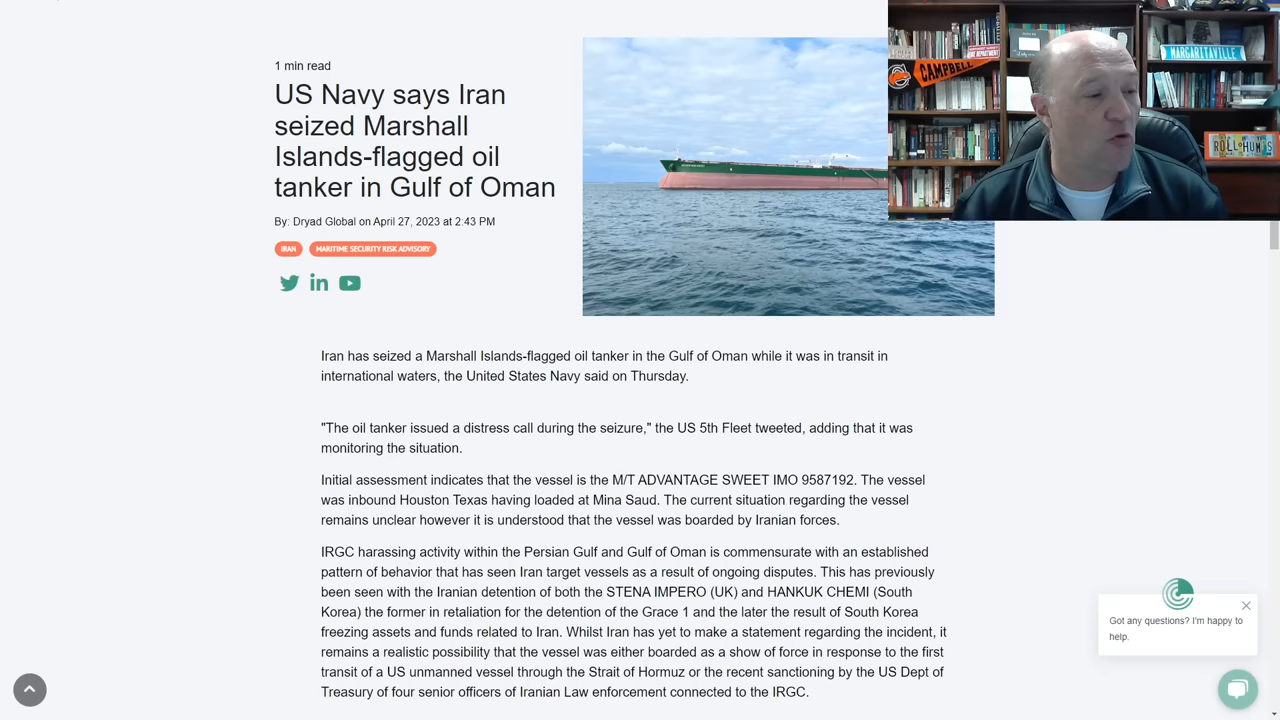 1 min read
US Navy says Iran
seized Marshall
Islands-flagged oil
tanker in Gulf of Oman
By: Dryad Global on April 27, 2023 at 2:43 PM
IRAN
MARITIME SECURITY RISK ADVISORY
CAMPBELL
MARGARITAVILLE
ROLL HUMS
Iran has seized a Marshall Islands-flagged oil tanker in the Gulf of Oman while it was in transit in
international waters, the United States Navy said on Thursday.
"The oil tanker issued a distress call during the seizure," the US 5th Fleet tweeted, adding that it was
monitoring the situation.
Initial assessment indicates that the vessel is the M/T ADVANTAGE SWEET IMO 9587192. The vessel
was inbound Houston Texas having loaded at Mina Saud. The current situation regarding the vessel
remains unclear however it is understood that the vessel was boarded by Iranian forces.
IRGC harassing activity within the Persian Gulf and Gulf of Oman is commensurate with an established
pattern of behavior that has seen Iran target vessels as a result of ongoing disputes. This has previously
been seen with the Iranian detention of both the STENA IMPERO (UK) and HANKUK CHEMI (South
Korea) the former in retaliation for the detention of the Grace 1 and the later the result of South Korea
freezing assets and funds related to Iran. Whilst Iran has yet to make a statement regarding the incident, it
remains a realistic possibility that the vessel was either boarded as a show of force in response to the first
transit of a US unmanned vessel through the Strait of Hormuz or the recent sanctioning by the US Dept of
Treasury of four senior officers of Iranian Law enforcement connected to the IRGC.
Got any questions? I'm happy to
help.